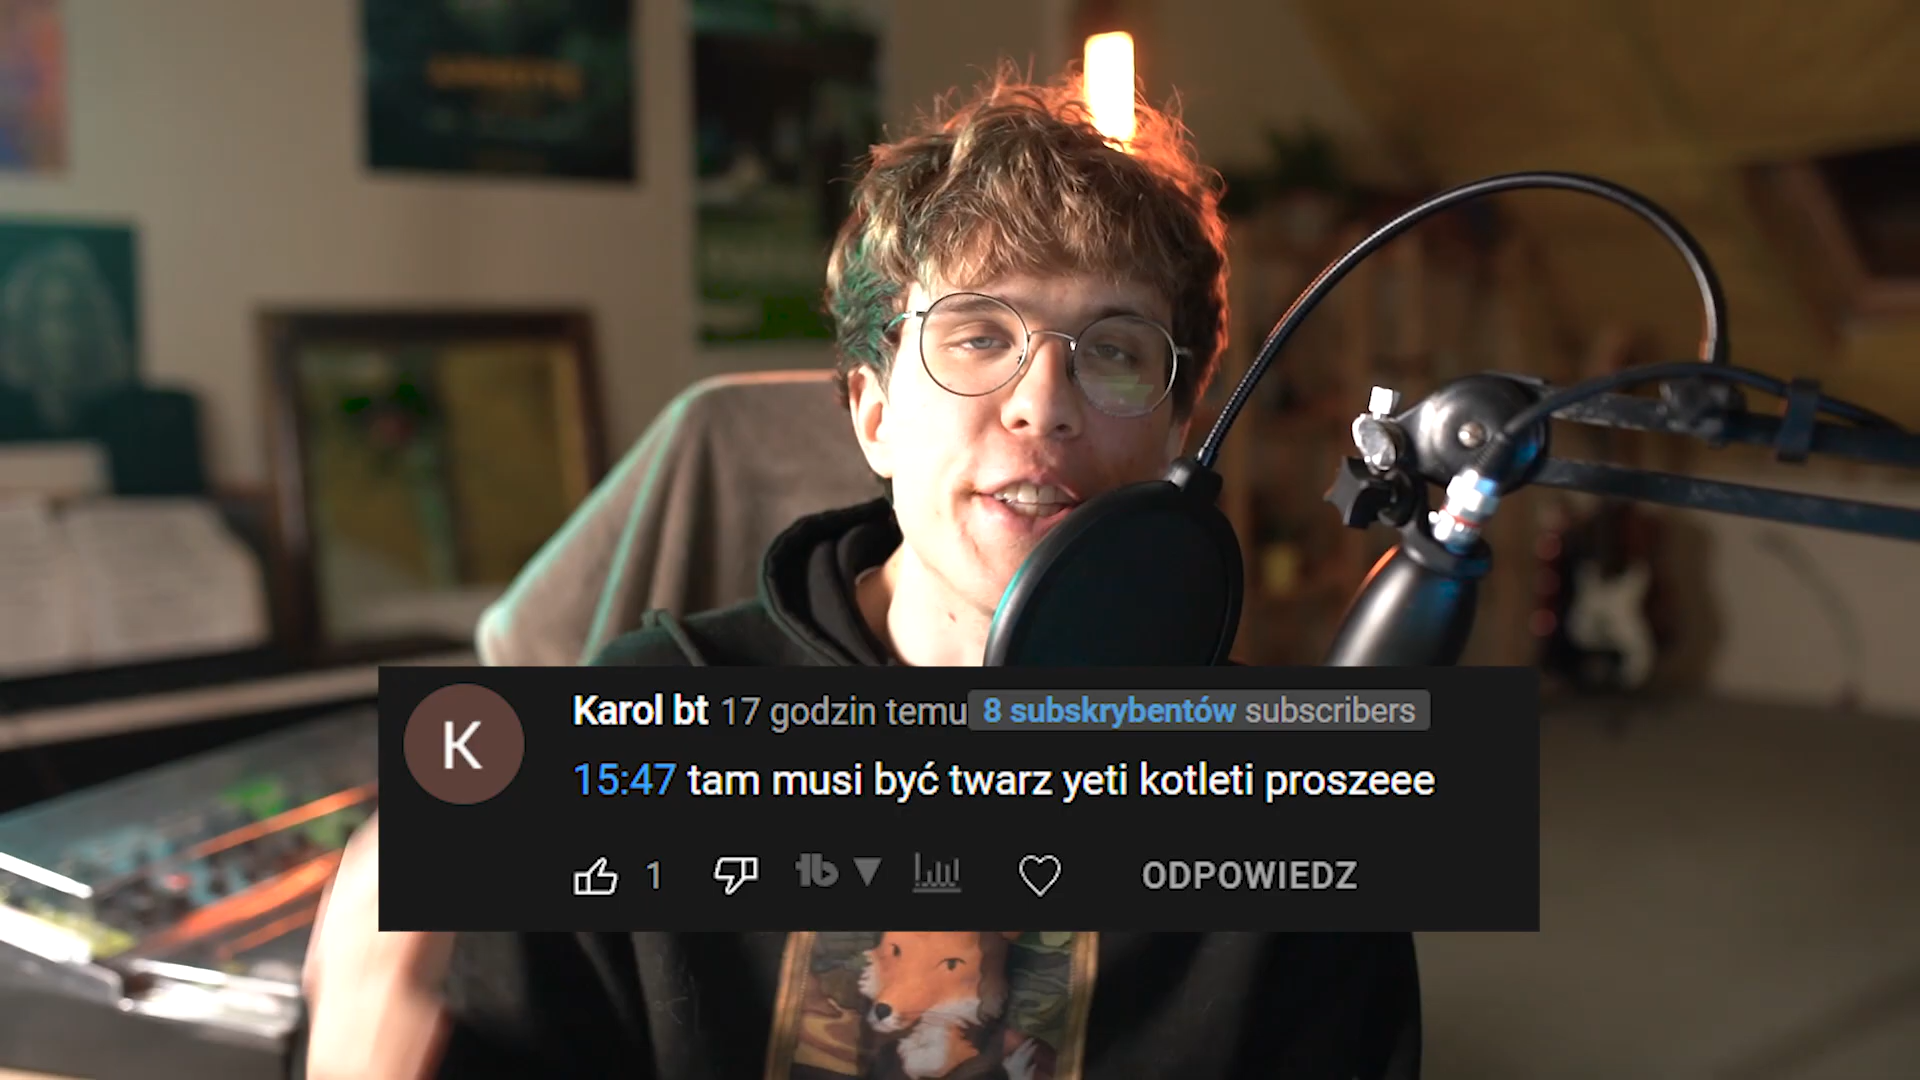 K
Karol bt 17 godzin temu 8 subskrybentów subscribers
15:47 tam musi być twarz yeti kotleti proszeee
1 tb ODPOWIEDZ